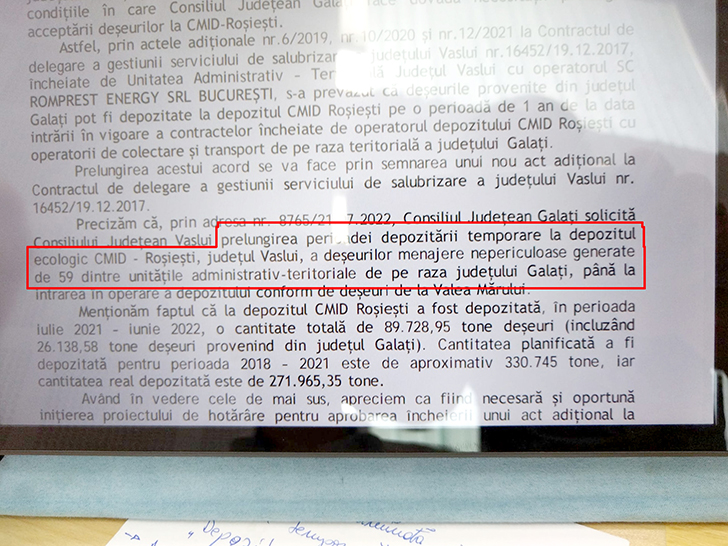 condițiile în care Consiliul Județean Galați
acceptării deșeurilor la CMID-Roșiești.
Astfel, prin actele adiționale nr.6/2019, nr.10/2020 și nr.12/2021 la Contractul de
delegare a gestiunii serviciului de salubrizare a județului Vaslui nr.16452/19.12.2017,
încheiate de Unitatea Administrativ - Județul Vaslui cu operatorul SC
ROMPREST ENERGY SRL BUCUREȘTI, s-a prevăzut ca deșeurile provenite din județul
Galați pot fi depozitate la depozitul CMID Roșiești pe o perioadă de 1 an de la data
intrării în vigoare a contractelor încheiate de operatorul depozitului CMID Roșiești cu
operatorii de colectare și transport de pe raza teritorială a județului Galați.
Prelungirea acestui acord se va face prin semnarea unui nou act adițional la
Contractul de delegare a gestiunii serviciului de salubrizare a județului Vaslui nr.
16452/19.12.2017.
Precizăm că, prin adresa nr. 8765/21 7.2022, Consiliul Județean Galați solicită
Consiliului Județean Vaslui prelungirea perioadei depozitării temporare la depozitul
ecologic CMID - Roșiești, județul Vaslui, a deșeurilor menajere nepericuloase generate
de 59 dintre unitățile administrativ-teritoriale de pe raza județului Galați, până la
intrarea în operare a depozitului conform de deșeuri de la Valea Mărului.
Menționăm faptul că la depozitul CMID Roșiești a fost depozitată, în perioada
iulie 2021 - iunie 2022, o cantitate totală de 89.728,95 tone deșeuri (incluzând
26.138,58 tone deșeuri provenind din județul Galați). Cantitatea planificată a fi
depozitată pentru perioada 2018 - 2021 este de aproximativ 330.745 tone, iar
cantitatea real depozitată este de 271.965,35 tone.
Având în vedere cele de mai sus, apreciem ca fiind necesară și oportună
inițierea proiectului de hotărâre pentru aprobarea încheierii unui act adițional la